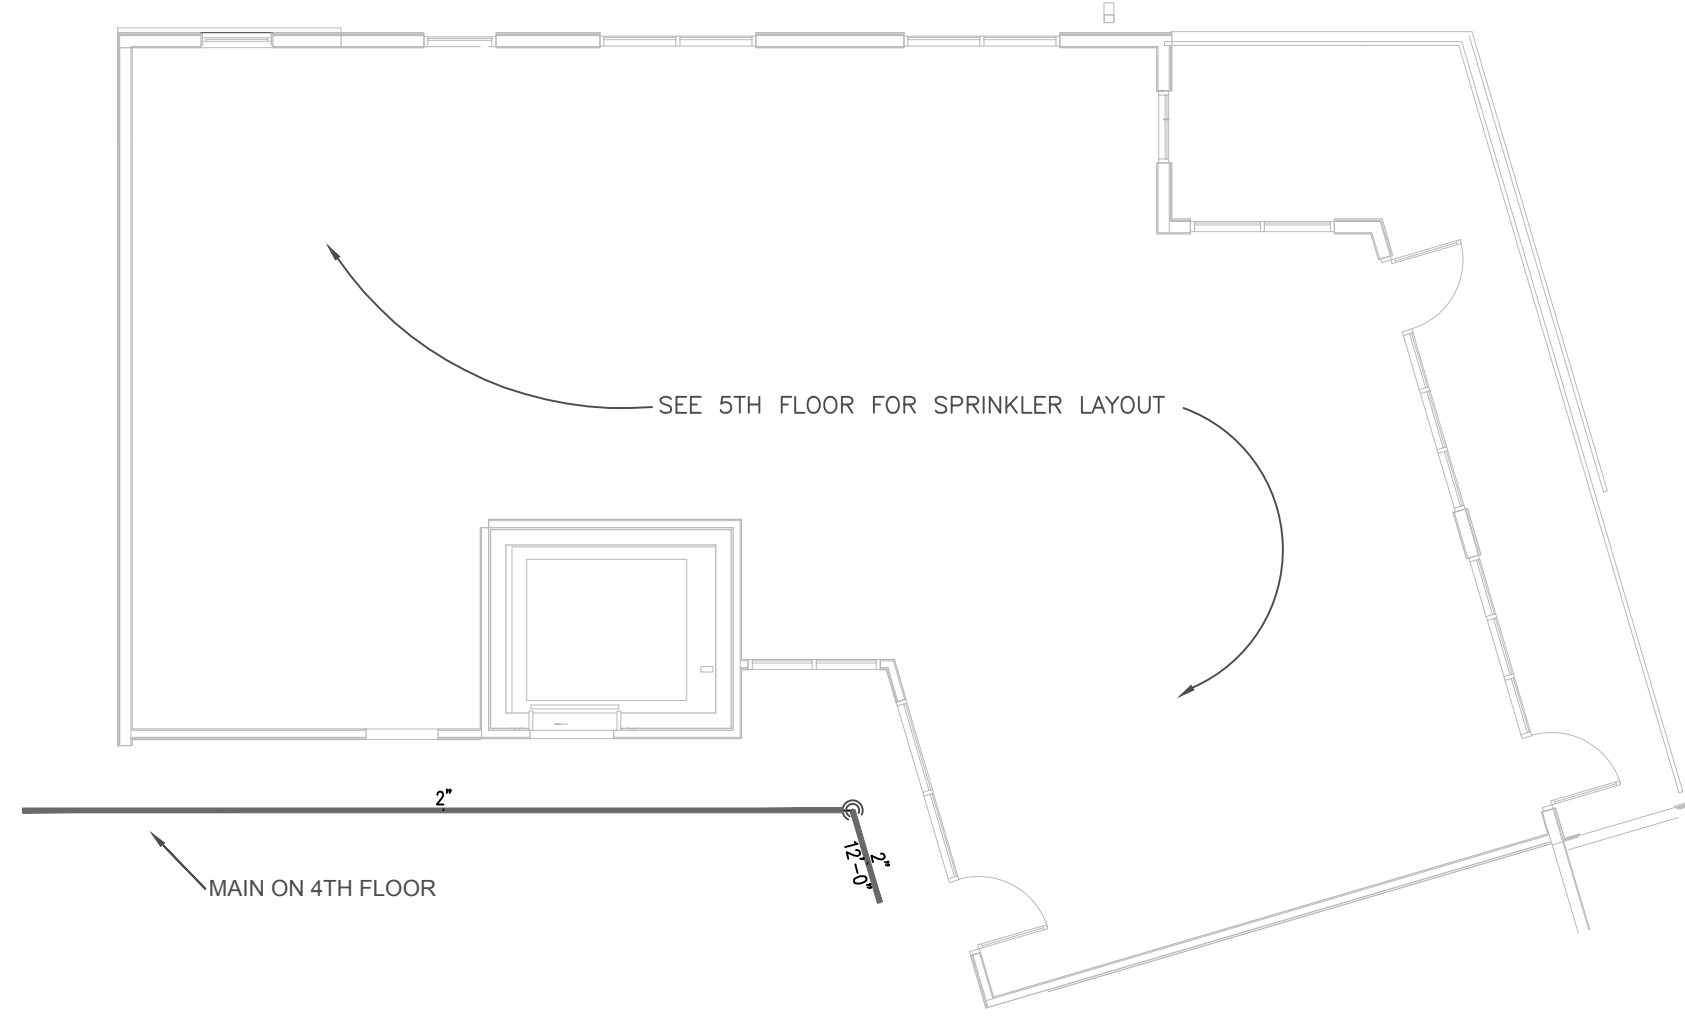 SEE 5TH FLOOR FOR SPRINKLER LAYOUT
2"
2"
12'-0"
MAIN ON 4TH FLOOR